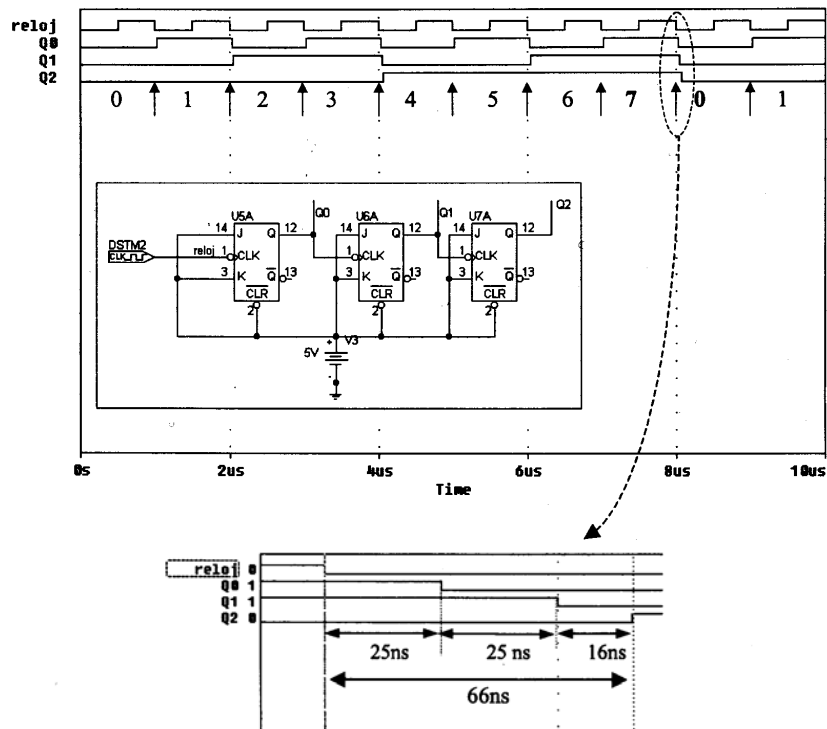 reloj
Q0
Q1
Q2
0 1 2 3 4 5 6 7 0 1
U5A Q0 U6A Q1 U7A Q2
14 J Q 12 14 J Q 12 14 J Q 12
DSTM2
CLK
reloj 1 CLK 1 CLK 1 CLK
3 K Q 13 3 K Q 13 3 K Q 13
CLR CLR CLR
2 2 2
+ V3
5V
-
0s 2us 4us 6us 8us 10us
Time
reloj 0
Q0 1
Q1 1
Q2 0
25ns 25 ns 16ns
66ns